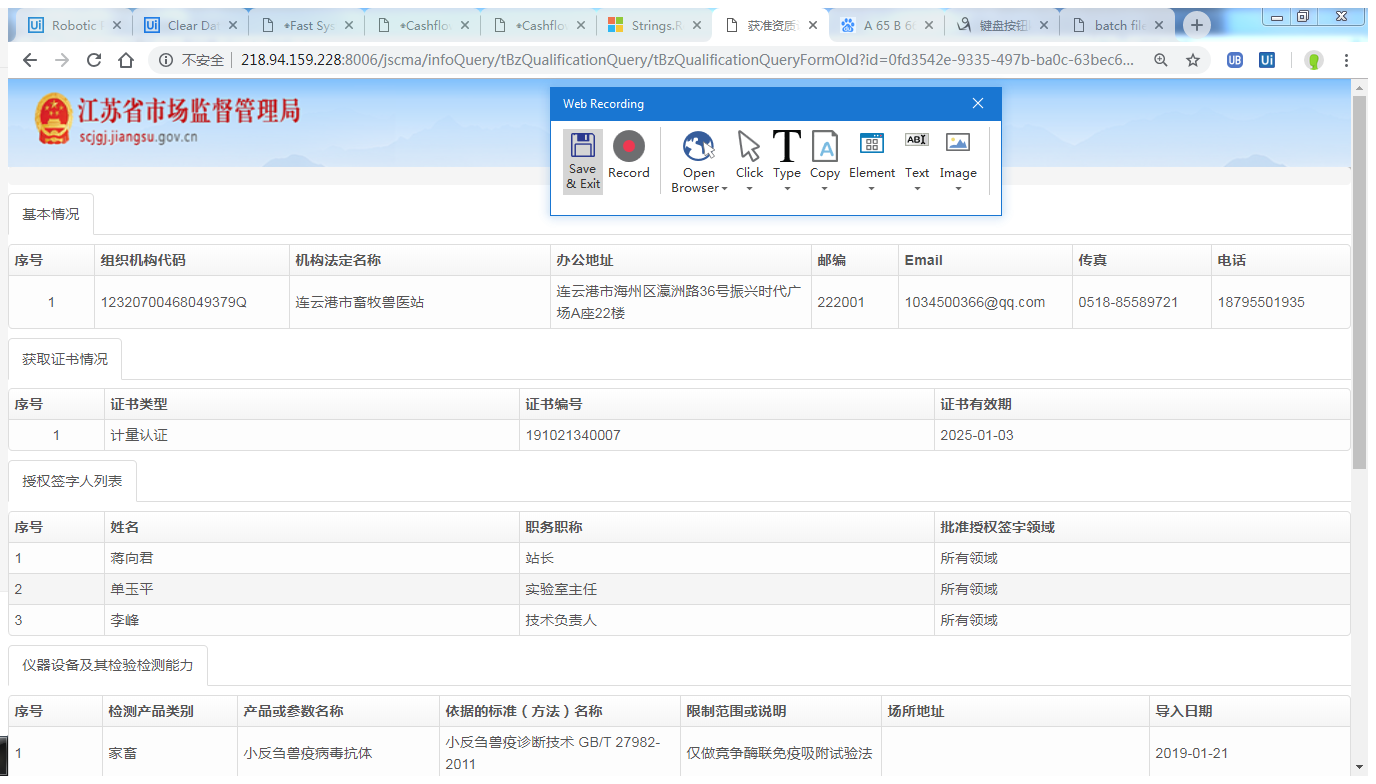 Robotic
Clear Da
*Fast Sys
*Cashflo
*Cashflo
Strings.R
获准资质
A 65 B 66
键盘按钮
batch file
不安全
218.94.159.228:8006/jscma/infoQuery/tBzQualificationQuery/tBzQualificationQueryFormOld?id=0fd3542e-9335-497b-ba0c-63bec6...
江苏省市场监督管理局
scjgj.jiangsu.gov.cn
Web Recording
Save & Exit
Record
Open Browser
Click
Type
Copy
Element
Text
Image
基本情况
序号 组织机构代码 机构法定名称 办公地址 邮编 Email 传真 电话
1 12320700468049379Q 连云港市畜牧兽医站 连云港市海州区瀛洲路36号振兴时代广场A座22楼 222001 1034500366@qq.com 0518-85589721 18795501935
获取证书情况
序号 证书类型 证书编号 证书有效期
1 计量认证 191021340007 2025-01-03
授权签字人列表
序号 姓名 职务职称 批准授权签字领域
1 蒋向君 站长 所有领域
2 单玉平 实验室主任 所有领域
3 李峰 技术负责人 所有领域
仪器设备及其检验检测能力
序号 检测产品类别 产品或参数名称 依据的标准（方法）名称 限制范围或说明 场所地址 导入日期
1 家畜 小反刍兽疫病毒抗体 小反刍兽疫诊断技术 GB/T 27982-2011 仅做竞争酶联免疫吸附试验法 2019-01-21